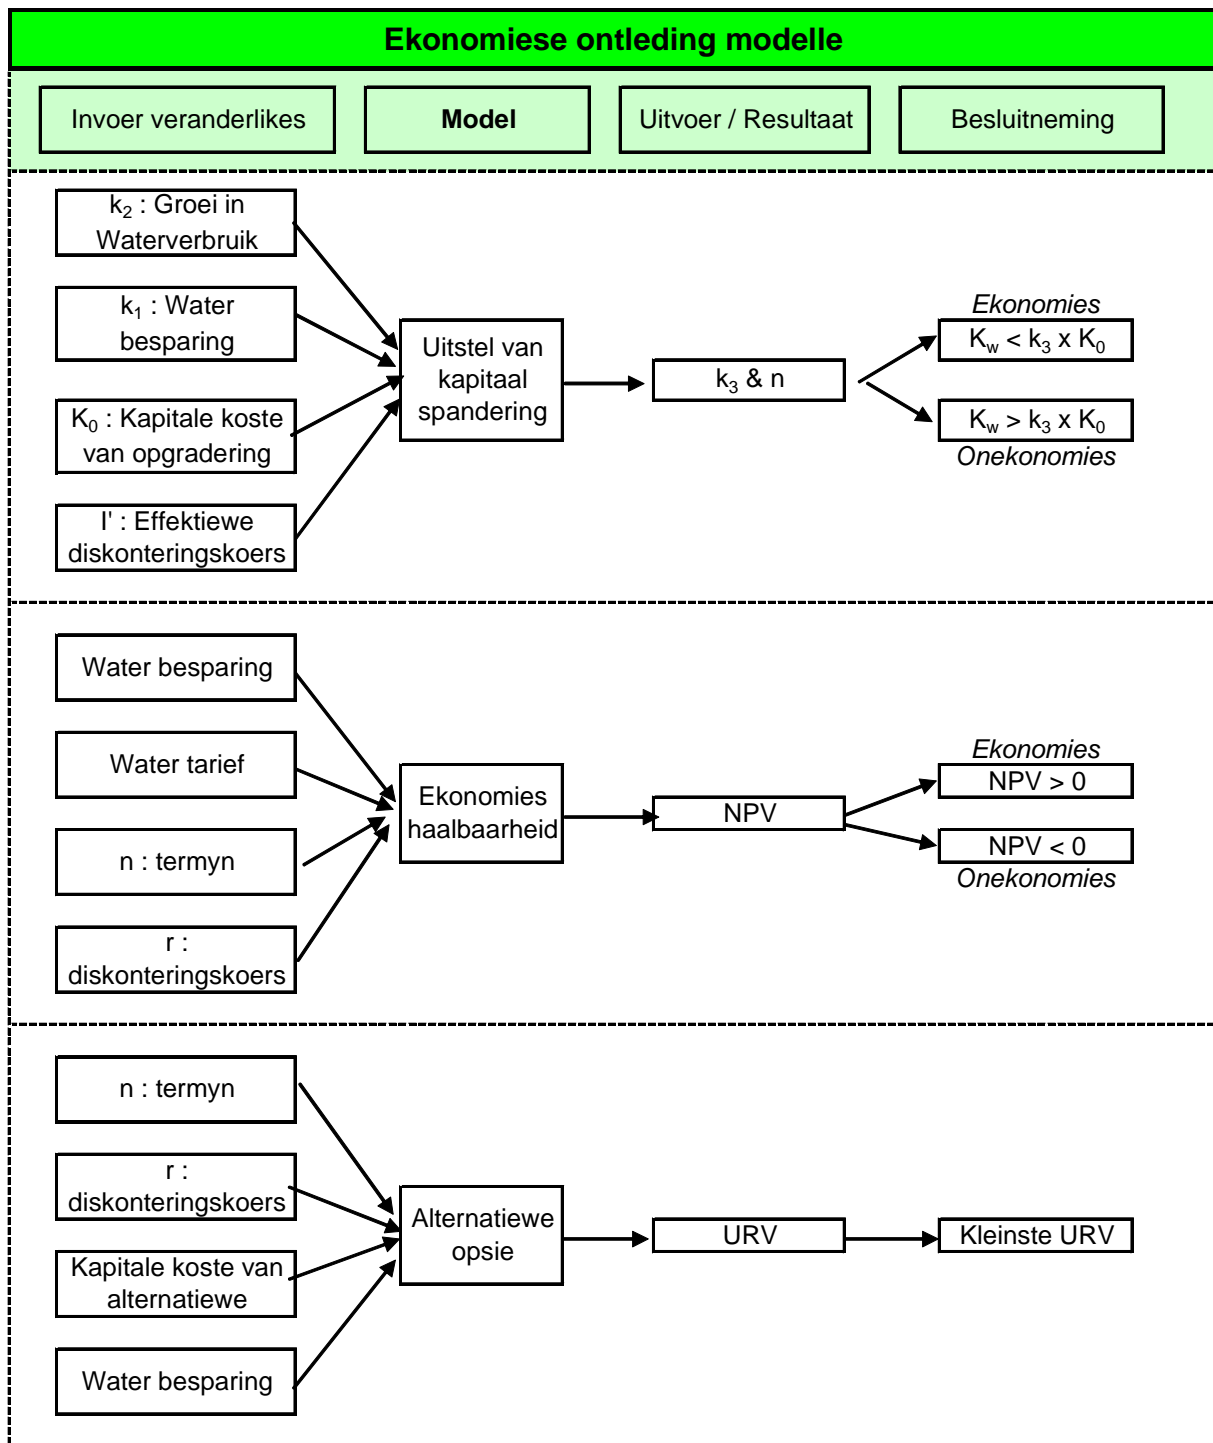 Ekonomiese ontleding modelle
Invoer veranderlikes
Model
Uitvoer / Resultaat
Besluitneming
k₂ : Groei in
Waterverbruik
k₁ : Water
besparing
K₀ : Kapitale koste
van opgradering
I' : Effektiewe
diskonteringskoers
Uitstel van
kapitaal
spandering
k₃ & n
Ekonomies
K_w < k₃ x K₀
K_w > k₃ x K₀
Onekonomies
Water besparing
Water tarief
n : termyn
r :
diskonteringskoers
Ekonomies
haalbaarheid
NPV
Ekonomies
NPV > 0
NPV < 0
Onekonomies
n : termyn
r :
diskonteringskoers
Kapitale koste van
alternatiewe
Water besparing
Alternatiewe
opsie
URV
Kleinste URV